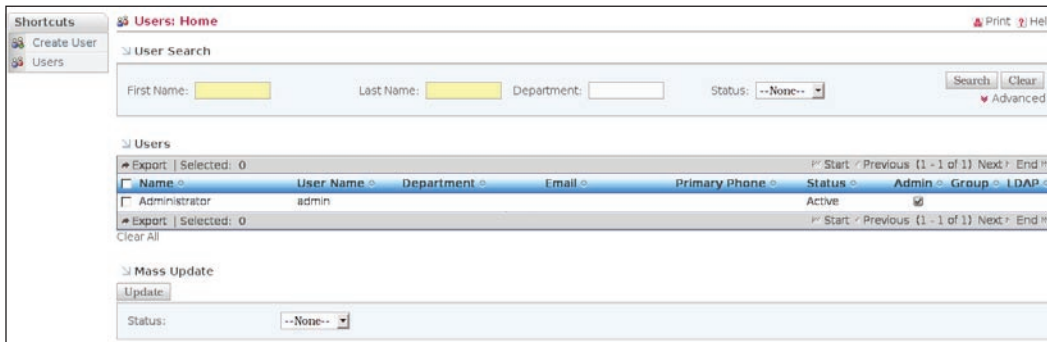 Shortcuts
Create User
Users
Users: Home
Print Hel
User Search
First Name: Last Name: Department: Status: --None-- Search Clear
Advanced
Users
Export | Selected: 0 Start Previous (1 - 1 of 1) Next End
Name User Name Department Email Primary Phone Status Admin Group LDAP
Administrator admin Active
Export | Selected: 0 Start Previous (1 - 1 of 1) Next End
Clear All
Mass Update
Update
Status: --None--